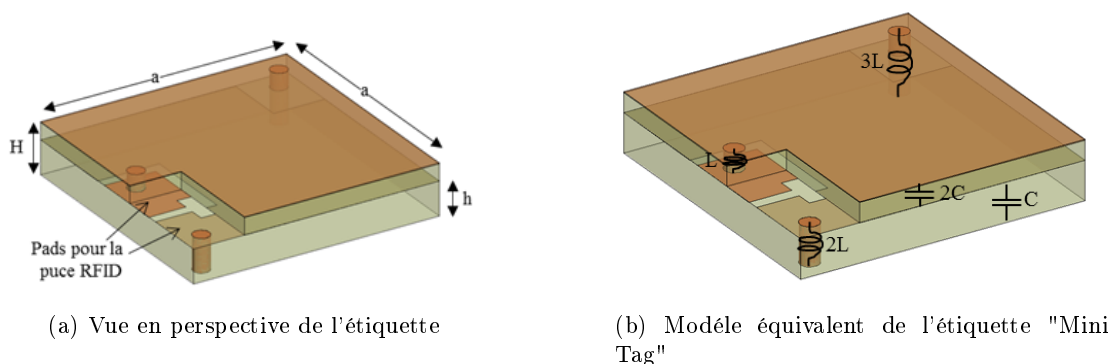 a
a
H
h
Pads pour la
puce RFID
3L
L
2C
C
2L
(a) Vue en perspective de l'étiquette
(b) Modéle équivalent de l'étiquette "Mini
Tag"